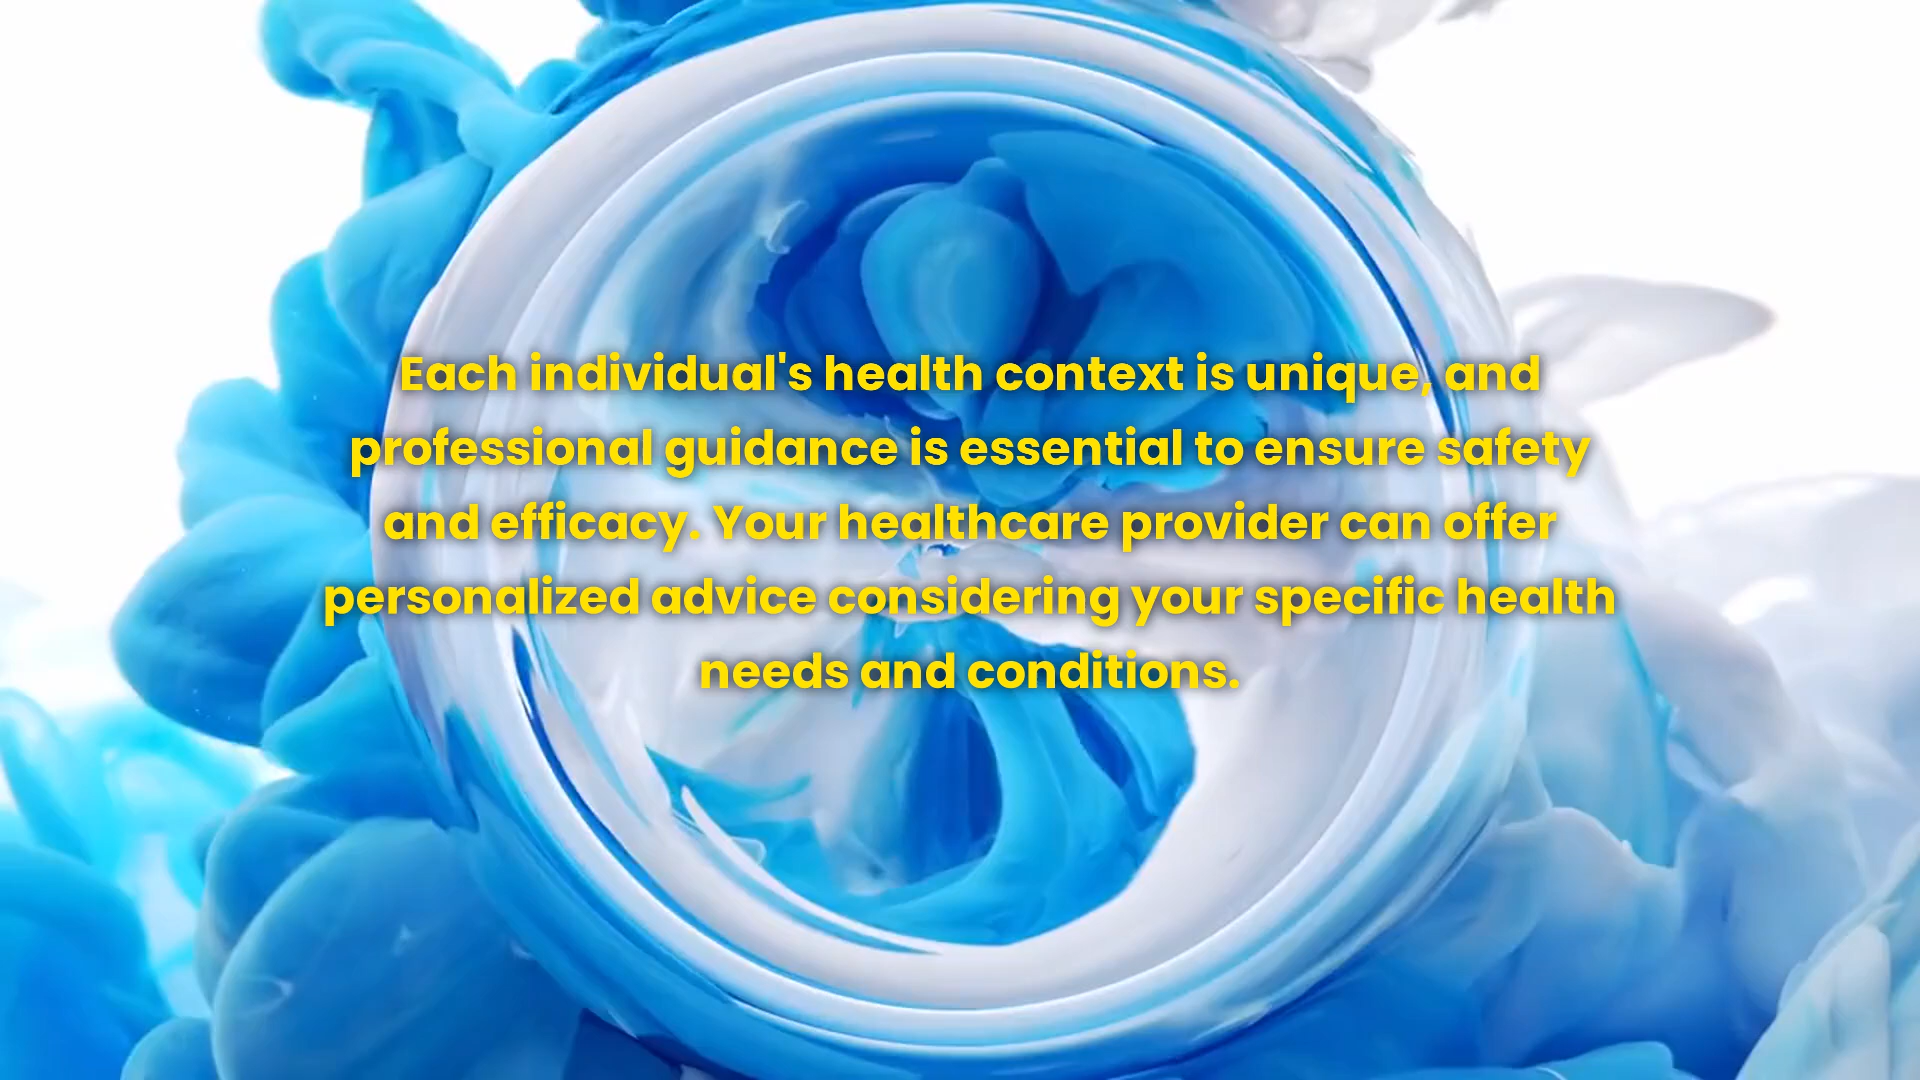 Each individual's health context is unique, and
professional guidance is essential to ensure safety
and efficacy. Your healthcare provider can offer
personalized advice considering your specific health
needs and conditions.